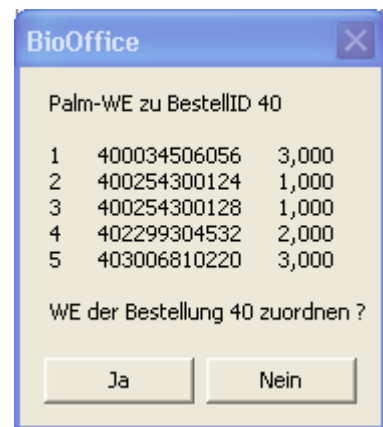 BioOffice
Palm-WE zu BestellID 40
1 400034506056 3,000
2 400254300124 1,000
3 400254300128 1,000
4 402299304532 2,000
5 403006810220 3,000
WE der Bestellung 40 zuordnen ?
Ja Nein